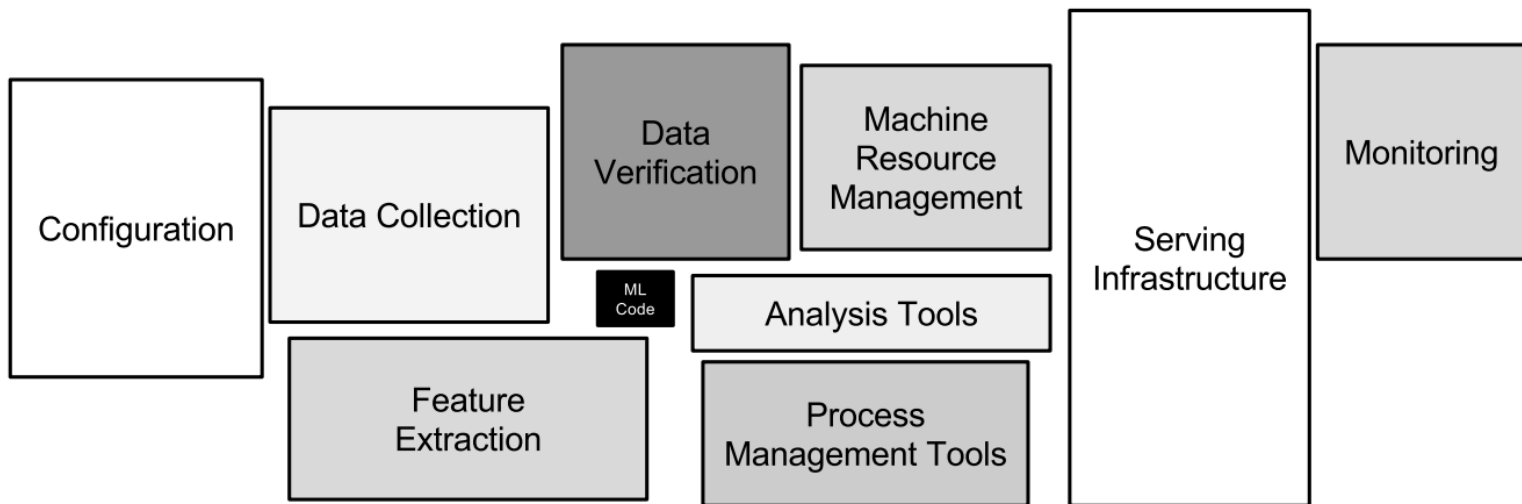 Configuration
Data Collection
Feature
Extraction
Data
Verification
ML
Code
Machine
Resource
Management
Analysis Tools
Process
Management Tools
Serving
Infrastructure
Monitoring